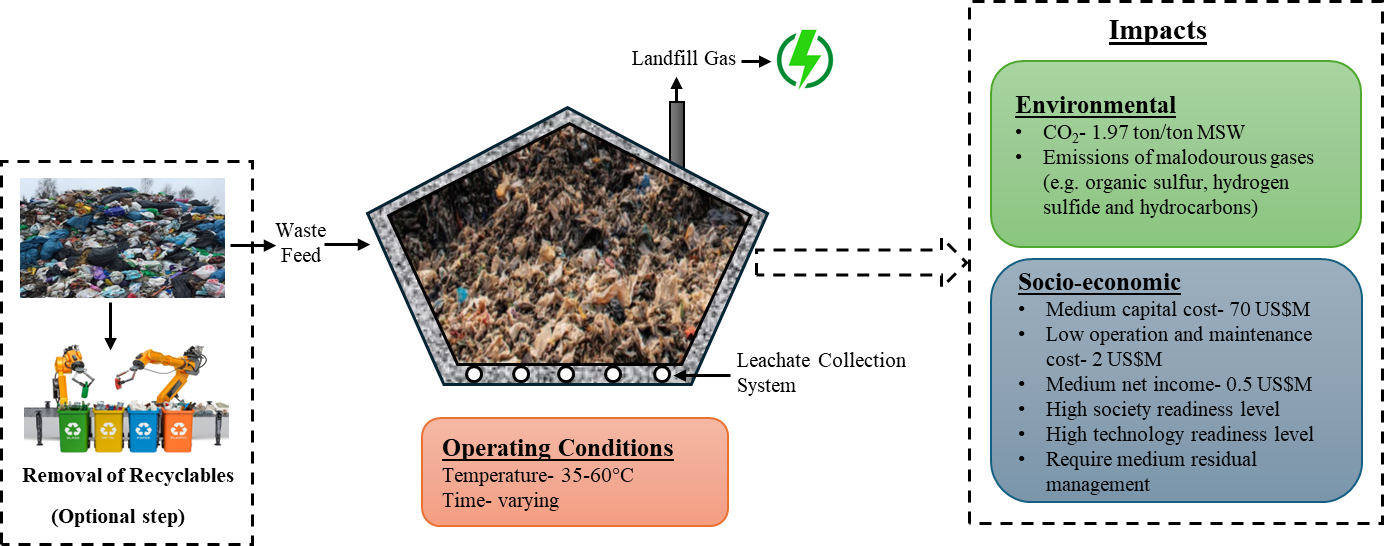 Removal of Recyclables
(Optional step)
Waste
Feed
Landfill Gas
Leachate Collection
System
Operating Conditions
Temperature- 35-60°C
Time- varying
Impacts
Environmental
• CO₂- 1.97 ton/ton MSW
• Emissions of malodourous gases
(e.g. organic sulfur, hydrogen
sulfide and hydrocarbons)
Socio-economic
• Medium capital cost- 70 US$M
• Low operation and maintenance
cost- 2 US$M
• Medium net income- 0.5 US$M
• High society readiness level
• High technology readiness level
• Require medium residual
management